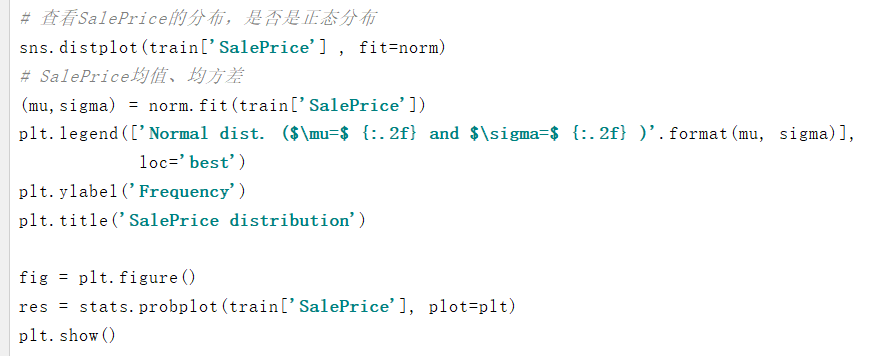 # 查看SalePrice的分布，是否是正态分布
sns.distplot(train['SalePrice'] , fit=norm)
# SalePrice均值、均方差
(mu,sigma) = norm.fit(train['SalePrice'])
plt.legend(['Normal dist. ($\mu=$ {:.2f} and $\sigma=$ {:.2f} )'.format(mu, sigma)],
loc='best')
plt.ylabel('Frequency')
plt.title('SalePrice distribution')
fig = plt.figure()
res = stats.probplot(train['SalePrice'], plot=plt)
plt.show()